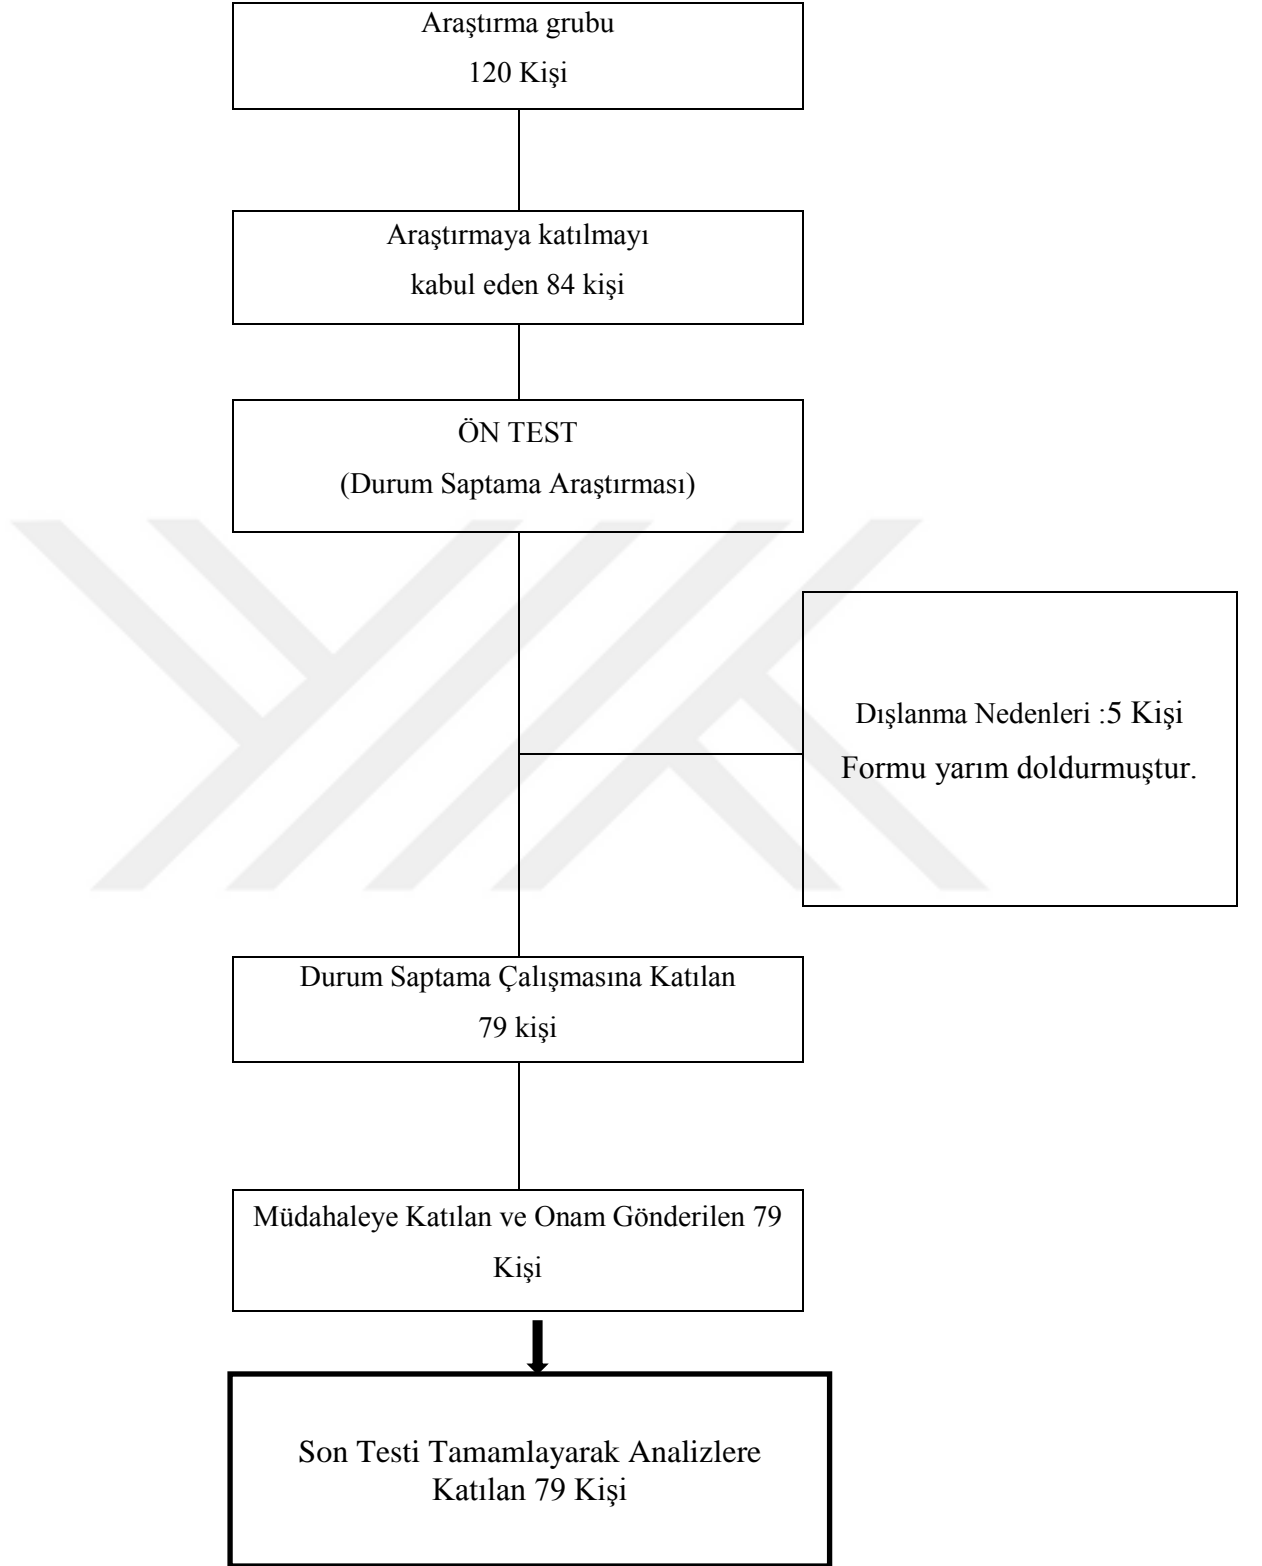 Araştırma grubu
120 Kişi
Araştırmaya katılmayı
kabul eden 84 kişi
ÖN TEST
(Durum Saptama Araştırması)
Dışlanma Nedenleri :5 Kişi
Formu yarım doldurmuştur.
Durum Saptama Çalışmasına Katılan
79 kişi
Müdahaleye Katılan ve Onam Gönderilen 79
Kişi
Son Testi Tamamlayarak Analizlere
Katılan 79 Kişi